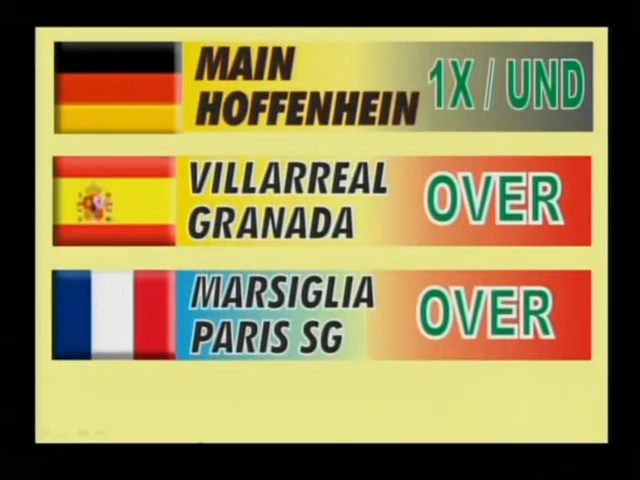 MAIN
HOFFENHEIN
1X / UND
VILLARREAL
GRANADA
OVER
MARSIGLIA
PARIS SG
OVER